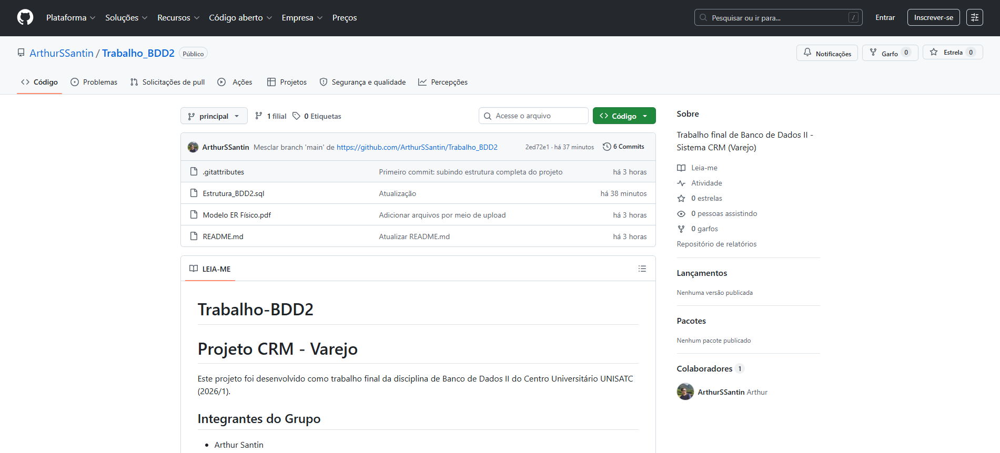 Plataforma Soluções Recursos Código aberto Empresa Preços Pesquisar ou ir para... / Entrar Inscrever-se
ArthurSSantin / Trabalho_BDD2 Público Notificações Garfo 0 Estrela 0
Código Problemas Solicitações de pull Ações Projetos Segurança e qualidade Percepções
principal 1 filial 0 Etiquetas Acesse o arquivo Código
ArthurSSantin Mesclar branch 'main' de https://github.com/ArthurSSantin/Trabalho_BDD2 2ed72e1 · há 37 minutos 6 Commits
.gitattributes Primeiro commit: subindo estrutura completa do projeto há 3 horas
Estrutura_BDD2.sql Atualização há 38 minutos
Modelo ER Físico.pdf Adicionar arquivos por meio de upload há 3 horas
README.md Atualizar README.md há 3 horas
LEIA-ME
Trabalho-BDD2
Projeto CRM - Varejo
Este projeto foi desenvolvido como trabalho final da disciplina de Banco de Dados II do Centro Universitário UNISATC
(2026/1).
Integrantes do Grupo
• Arthur Santin
Sobre
Trabalho final de Banco de Dados II -
Sistema CRM (Varejo)
Leia-me
Atividade
0 estrelas
0 pessoas assistindo
0 garfos
Repositório de relatórios
Lançamentos
Nenhuma versão publicada
Pacotes
Nenhum pacote publicado
Colaboradores 1
ArthurSSantin Arthur